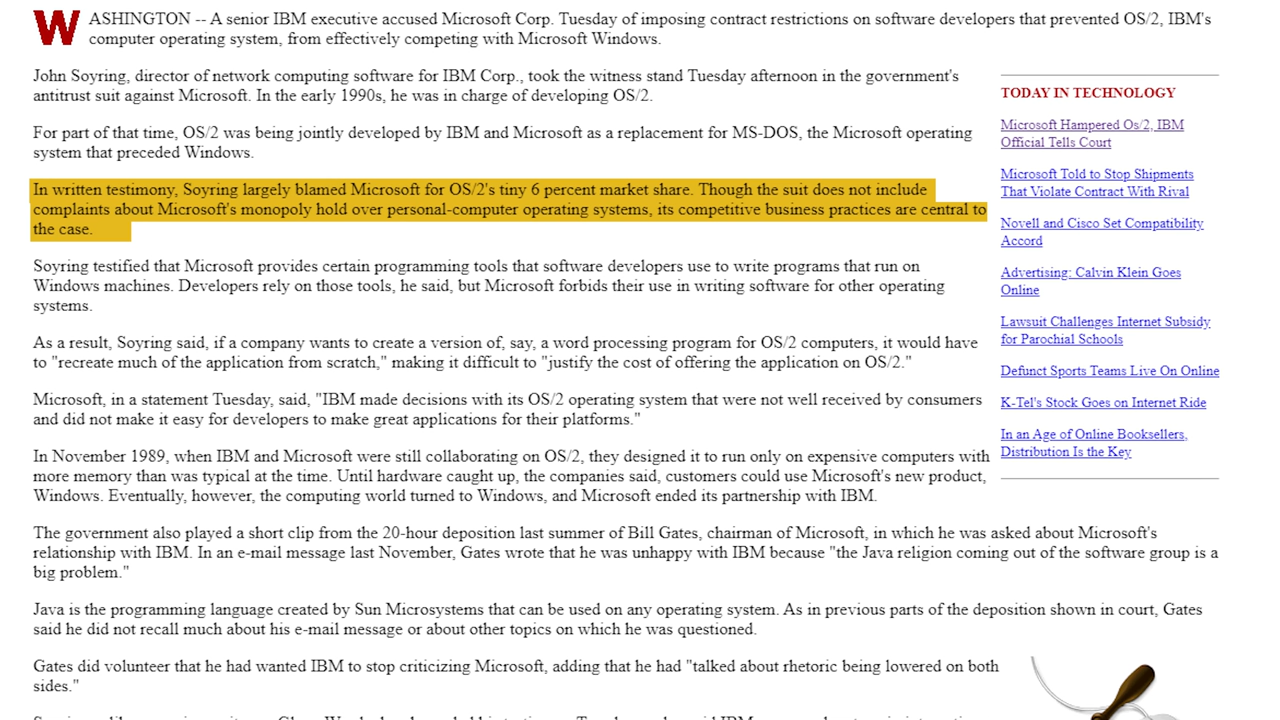 WASHINGTON -- A senior IBM executive accused Microsoft Corp. Tuesday of imposing contract restrictions on software developers that prevented OS/2, IBM's
computer operating system, from effectively competing with Microsoft Windows.
John Soyring, director of network computing software for IBM Corp., took the witness stand Tuesday afternoon in the government's
antitrust suit against Microsoft. In the early 1990s, he was in charge of developing OS/2.
For part of that time, OS/2 was being jointly developed by IBM and Microsoft as a replacement for MS-DOS, the Microsoft operating
system that preceded Windows.
In written testimony, Soyring largely blamed Microsoft for OS/2's tiny 6 percent market share. Though the suit does not include
complaints about Microsoft's monopoly hold over personal-computer operating systems, its competitive business practices are central to
the case.
Soyring testified that Microsoft provides certain programming tools that software developers use to write programs that run on
Windows machines. Developers rely on those tools, he said, but Microsoft forbids their use in writing software for other operating
systems.
As a result, Soyring said, if a company wants to create a version of, say, a word processing program for OS/2 computers, it would have
to "recreate much of the application from scratch," making it difficult to "justify the cost of offering the application on OS/2."
Microsoft, in a statement Tuesday, said, "IBM made decisions with its OS/2 operating system that were not well received by consumers
and did not make it easy for developers to make great applications for their platforms."
In November 1989, when IBM and Microsoft were still collaborating on OS/2, they designed it to run only on expensive computers with
more memory than was typical at the time. Until hardware caught up, the companies said, customers could use Microsoft's new product,
Windows. Eventually, however, the computing world turned to Windows, and Microsoft ended its partnership with IBM.
The government also played a short clip from the 20-hour deposition last summer of Bill Gates, chairman of Microsoft, in which he was asked about Microsoft's
relationship with IBM. In an e-mail message last November, Gates wrote that he was unhappy with IBM because "the Java religion coming out of the software group is a
big problem."
Java is the programming language created by Sun Microsystems that can be used on any operating system. As in previous parts of the deposition shown in court, Gates
said he did not recall much about his e-mail message or about other topics on which he was questioned.
Gates did volunteer that he had wanted IBM to stop criticizing Microsoft, adding that he had "talked about rhetoric being lowered on both
sides."
TODAY IN TECHNOLOGY
Microsoft Hampered Os/2, IBM
Official Tells Court
Microsoft Told to Stop Shipments
That Violate Contract With Rival
Novell and Cisco Set Compatibility
Accord
Advertising: Calvin Klein Goes
Online
Lawsuit Challenges Internet Subsidy
for Parochial Schools
Defunct Sports Teams Live On Online
K-Tel's Stock Goes on Internet Ride
In an Age of Online Booksellers,
Distribution Is the Key